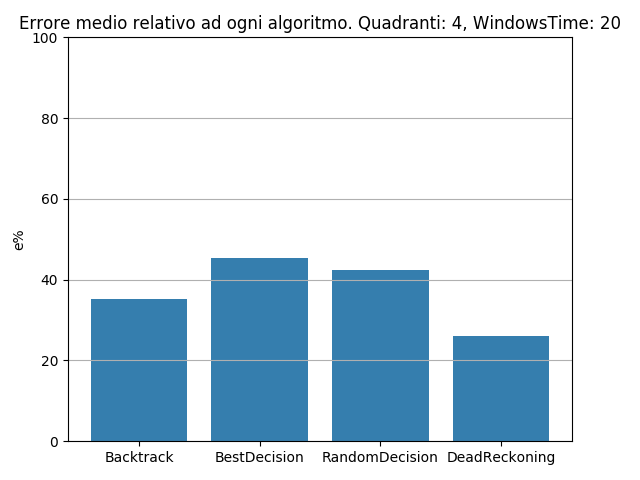 Errore medio relativo ad ogni algoritmo. Quadranti: 4, WindowsTime: 20
100
80
60
40
20
0
e%
Backtrack BestDecision RandomDecision DeadReckoning